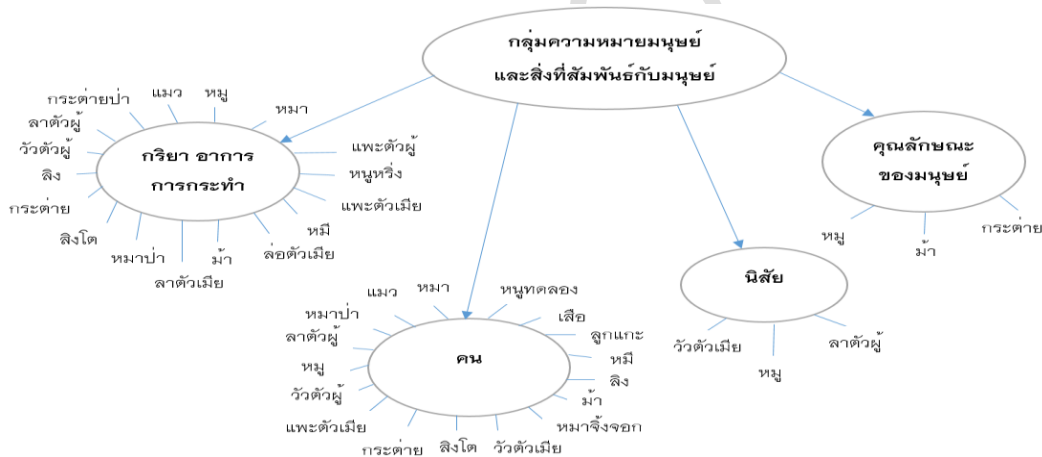 กลุ่มความหมายมนุษย์
และสิ่งที่สัมพันธ์กับมนุษย์
กริยา อาการ
การกระทำ
หมา
หมู
แมว
กระต่ายป่า
ลาตัวผู้
วัวตัวผู้
ลิง
กระต่าย
สิงโต
หมาป่า
ลาตัวเมีย
ม้า
ล่อตัวเมีย
หมี
แพะตัวเมีย
หนูหริ่ง
แพะตัวผู้
คน
หมา
แมว
หมาป่า
ลาตัวผู้
หมู
วัวตัวผู้
แพะตัวเมีย
กระต่าย
สิงโต
วัวตัวเมีย
หมาจิ้งจอก
ม้า
ลิง
หมี
ลูกแกะ
เสือ
หนูทดลอง
นิสัย
วัวตัวเมีย
หมู
ลาตัวผู้
คุณลักษณะ
ของมนุษย์
หมู
ม้า
กระต่าย